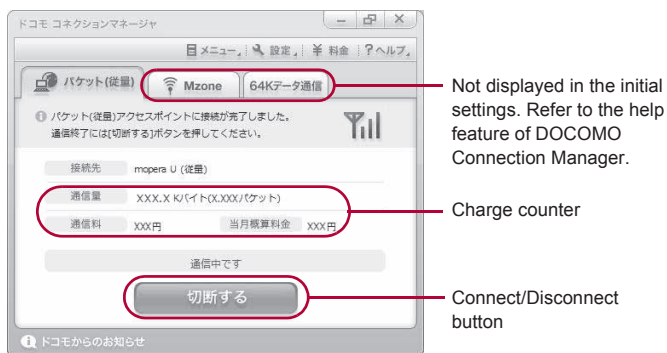 ドコモ コネクションマネージャ
メニュー 設定 料金 ?ヘルプ
パケット(従量) Mzone 64Kデータ通信
パケット(従量)アクセスポイントに接続が完了しました。
通信終了には[切断する]ボタンを押してください。
接続先 mopera U (従量)
通信量 XXX.X Kバイト(X,XXXパケット)
通信料 XXX円 当月概算料金 XXX円
通信中です
切断する
ドコモからのお知らせ
Not displayed in the initial
settings. Refer to the help
feature of DOCOMO
Connection Manager.
Charge counter
Connect/Disconnect
button